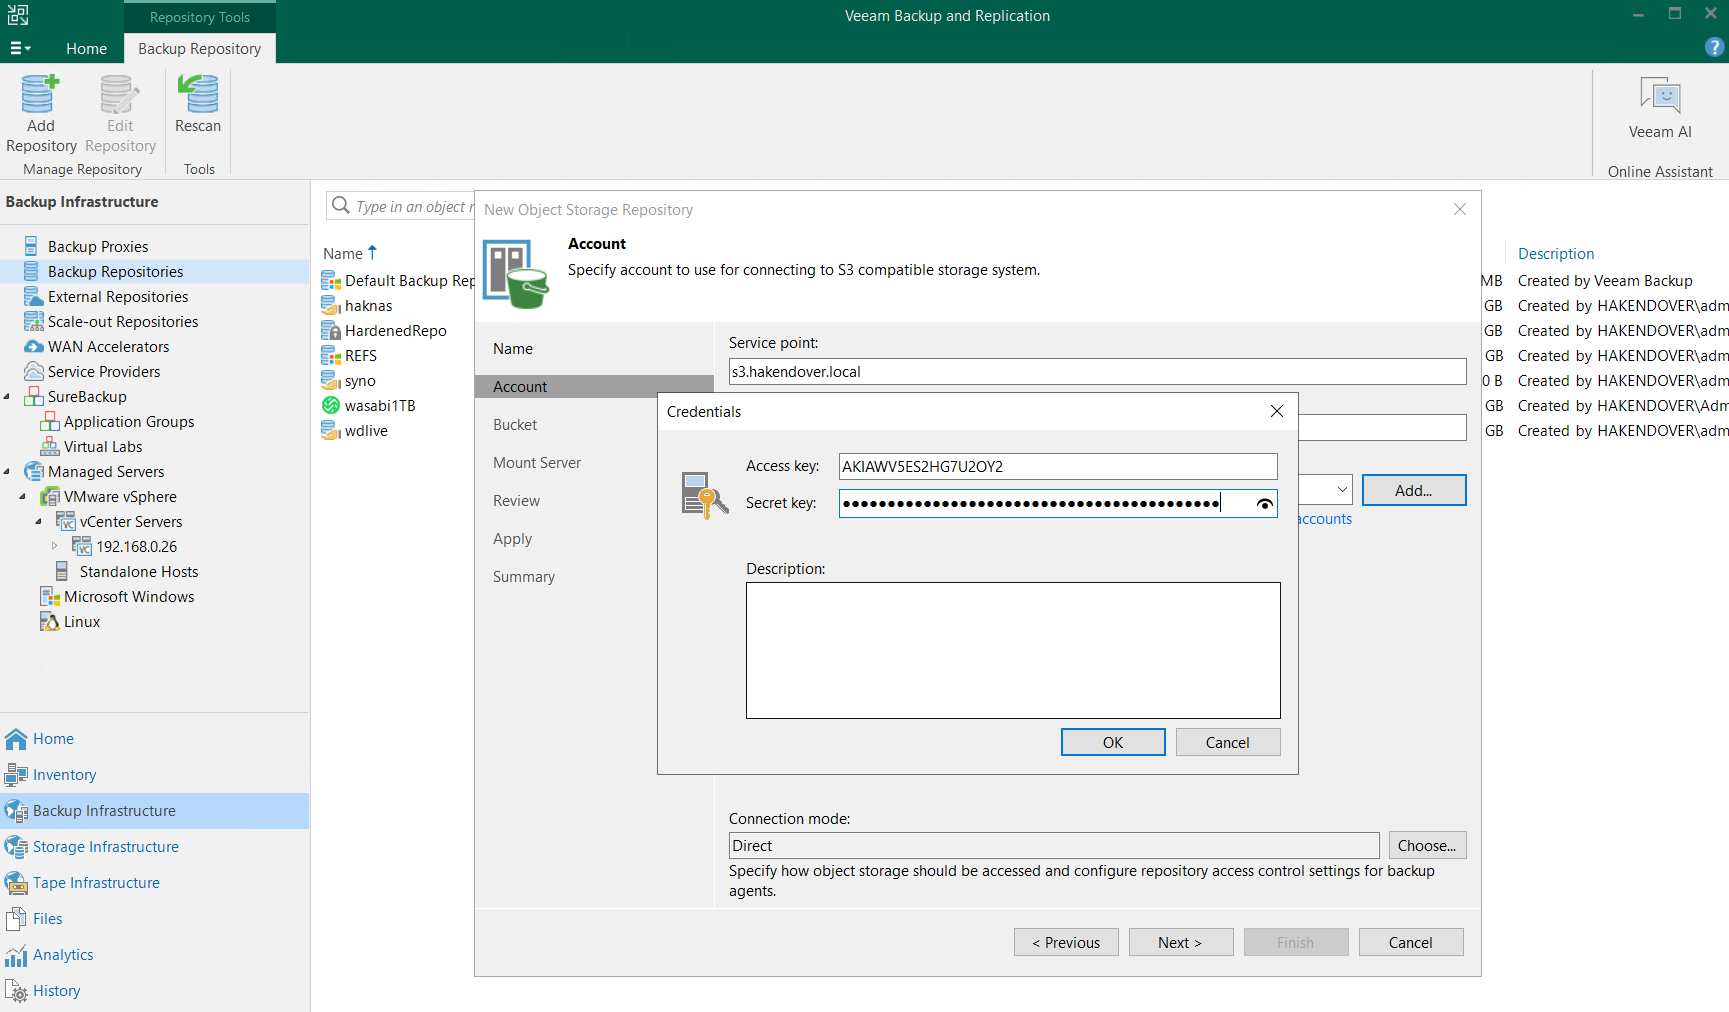 Repository Tools
Veeam Backup and Replication
Home
Backup Repository
?
Add Repository
Edit Repository
Rescan
Manage Repository
Tools
Veeam AI
Online Assistant
Backup Infrastructure
Backup Proxies
Backup Repositories
External Repositories
Scale-out Repositories
WAN Accelerators
Service Providers
SureBackup
Application Groups
Virtual Labs
Managed Servers
VMware vSphere
vCenter Servers
192.168.0.26
Standalone Hosts
Microsoft Windows
Linux
Home
Inventory
Backup Infrastructure
Storage Infrastructure
Tape Infrastructure
Files
Analytics
History
Type in an object
Name
Default Backup Rep
haknas
HardenedRepo
REFS
syno
wasabi1TB
wdlive
New Object Storage Repository
Account
Specify account to use for connecting to S3 compatible storage system.
Name
Account
Bucket
Mount Server
Review
Apply
Summary
Service point:
s3.hakendover.local
Credentials
Access key:
AKIAWV5ES2HG7U2OY2
Secret key:
Description:
OK
Cancel
Add...
accounts
Connection mode:
Direct
Choose...
Specify how object storage should be accessed and configure repository access control settings for backup
agents.
< Previous
Next >
Finish
Cancel
Description
MB Created by Veeam Backup
GB Created by HAKENDOVER\adm
GB Created by HAKENDOVER\adm
GB Created by HAKENDOVER\adm
0 B Created by HAKENDOVER\adm
GB Created by HAKENDOVER\Adm
GB Created by HAKENDOVER\adm